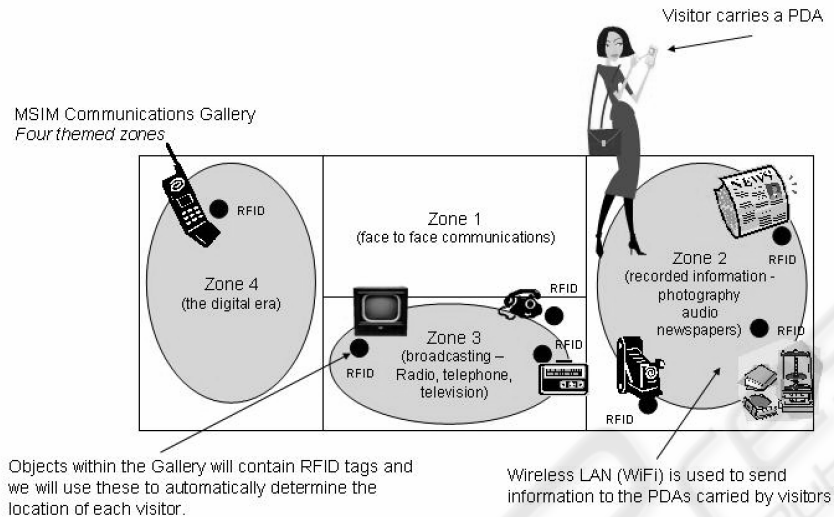 Visitor carries a PDA
MSIM Communications Gallery
Four themed zones
NEWS
RFID
Zone 1
(face to face communications)
Zone 2
(recorded information -
photography
audio
newspapers)
RFID
RFID
Zone 4
(the digital era)
RFID
Zone 3
(broadcasting –
Radio, telephone,
television)
RFID
RFID
RFID
Objects within the Gallery will contain RFID tags and
we will use these to automatically determine the
location of each visitor.
Wireless LAN (WiFi) is used to send
information to the PDAs carried by visitors